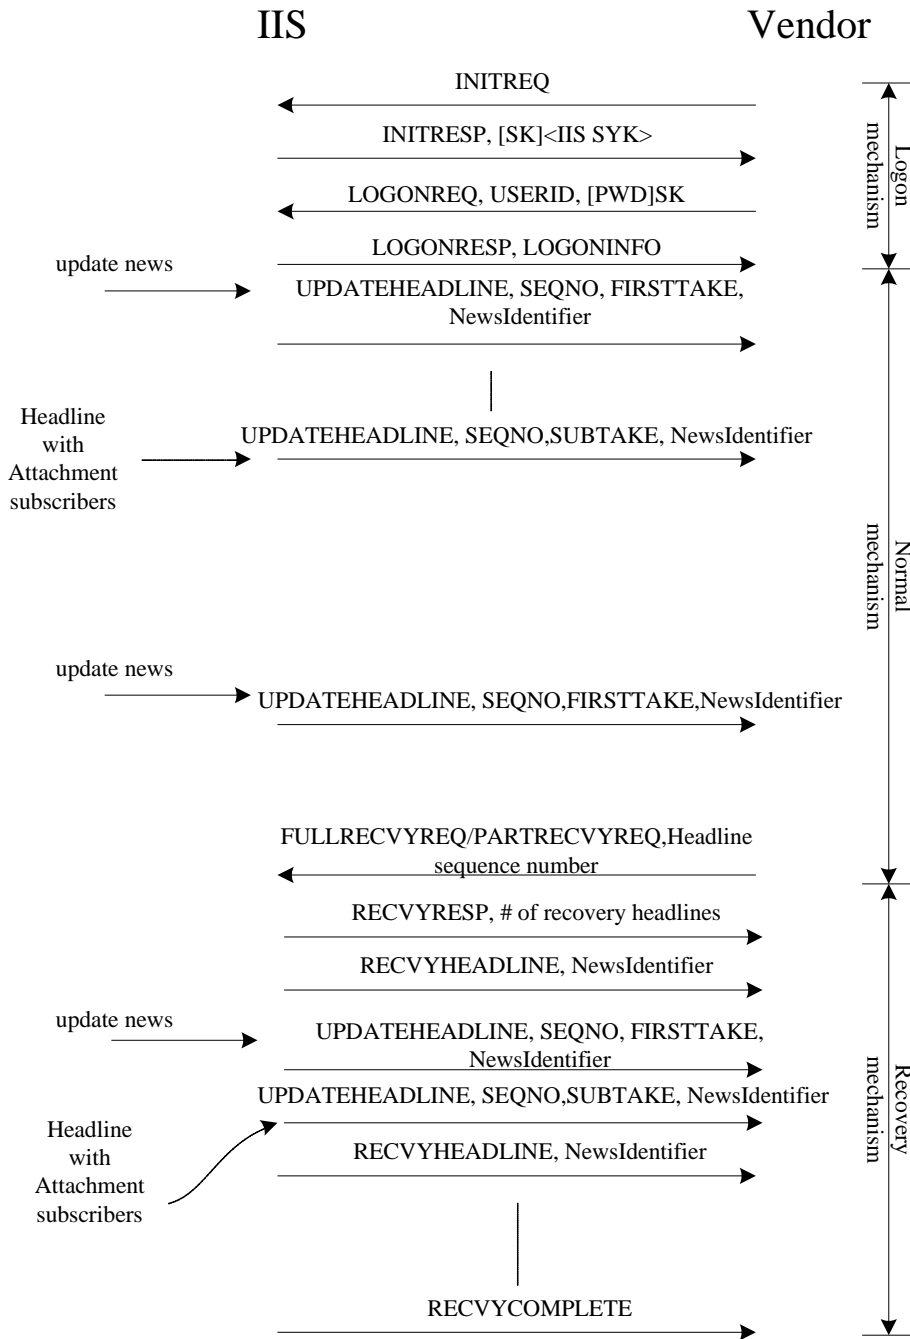 IIS
Vendor
INITREQ
INITRESP, [SK]<IIS SYK>
LOGONREQ, USERID, [PWD]SK
LOGONRESP, LOGONINFO
Logon
mechanism
update news
UPDATEHEADLINE, SEQNO, FIRSTTAKE,
NewsIdentifier
Headline
with
Attachment
subscribers
UPDATEHEADLINE, SEQNO,SUBTAKE, NewsIdentifier
Normal
mechanism
update news
UPDATEHEADLINE, SEQNO,FIRSTTAKE,NewsIdentifier
FULLRECVYREQ/PARTRECVYREQ,Headline
sequence number
RECVYRESP, # of recovery headlines
RECVYHEADLINE, NewsIdentifier
update news
UPDATEHEADLINE, SEQNO, FIRSTTAKE,
NewsIdentifier
UPDATEHEADLINE, SEQNO,SUBTAKE, NewsIdentifier
Recovery
mechanism
Headline
with
Attachment
subscribers
RECVYHEADLINE, NewsIdentifier
RECVYCOMPLETE